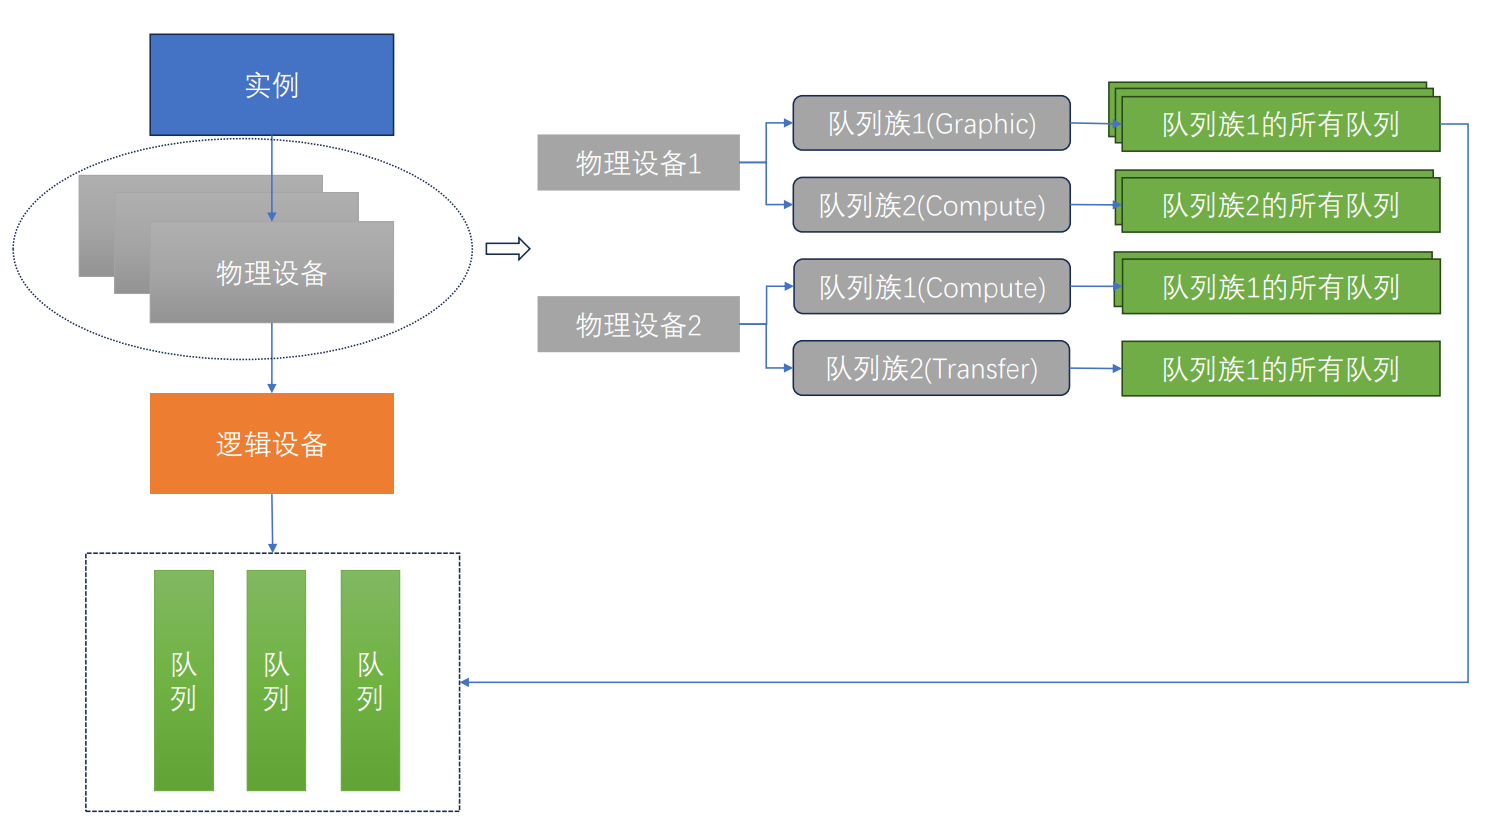 实例
物理设备
逻辑设备
队
列
队
列
队
列
物理设备1
队列族1(Graphic)
队列族1的所有队列
队列族2(Compute)
队列族2的所有队列
物理设备2
队列族1(Compute)
队列族1的所有队列
队列族2(Transfer)
队列族1的所有队列